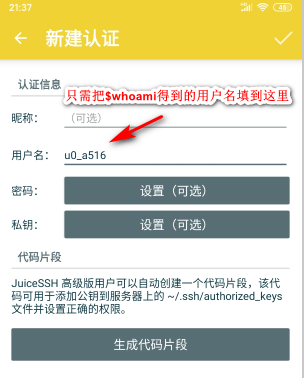 21:37
4G
46
新建认证
认证信息
只需把$whoami得到的用户名填到这里
昵称：
（可选）
用户名：
u0_a516
密码：
设置（可选）
私钥：
设置（可选）
代码片段
JuiceSSH 高级版用户可以自动创建一个代码片段，该代
码可用于添加公钥到服务器上的 ~/.ssh/authorized_keys
文件并设置正确的权限。
生成代码片段